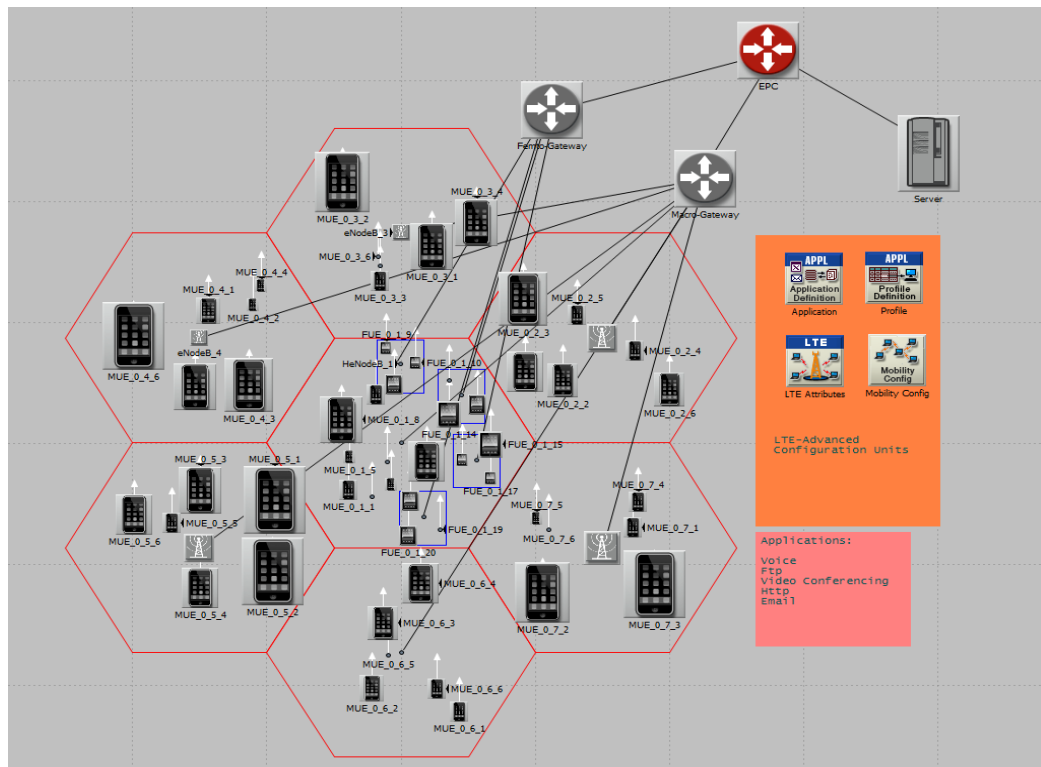 EPC
Femto-Gateway
Macro-Gateway
Server
MUE_0_3_2
MUE_0_3_4
eNodeB_3
MUE_0_3_6
MUE_0_3_1
MUE_0_3_3
MUE_0_4_4
MUE_0_4_1
MUE_0_4_2
eNodeB_4
MUE_0_4_6
MUE_0_4_3
MUE_0_2_5
MUE_0_2_3
MUE_0_2_4
MUE_0_2_2
MUE_0_2_6
FUE_0_1_9
HeNodeB_1
FUE_0_1_10
MUE_0_1_8
FUE_0_1_14
FUE_0_1_15
MUE_0_1_5
MUE_0_1_1
FUE_0_1_17
FUE_0_1_19
FUE_0_1_20
MUE_0_5_3
MUE_0_5_1
MUE_0_5_5
MUE_0_5_6
MUE_0_5_4
MUE_0_5_2
MUE_0_7_4
MUE_0_7_5
MUE_0_7_1
MUE_0_7_6
MUE_0_7_2
MUE_0_7_3
MUE_0_6_4
MUE_0_6_3
MUE_0_6_5
MUE_0_6_6
MUE_0_6_2
MUE_0_6_1
APPL
Application
Definition
Application
APPL
Profile
Definition
Profile
LTE
LTE Attributes
Mobility
Config
Mobility Config
LTE-Advanced
Configuration Units
Applications:
Voice
Ftp
Video Conferencing
Http
Email